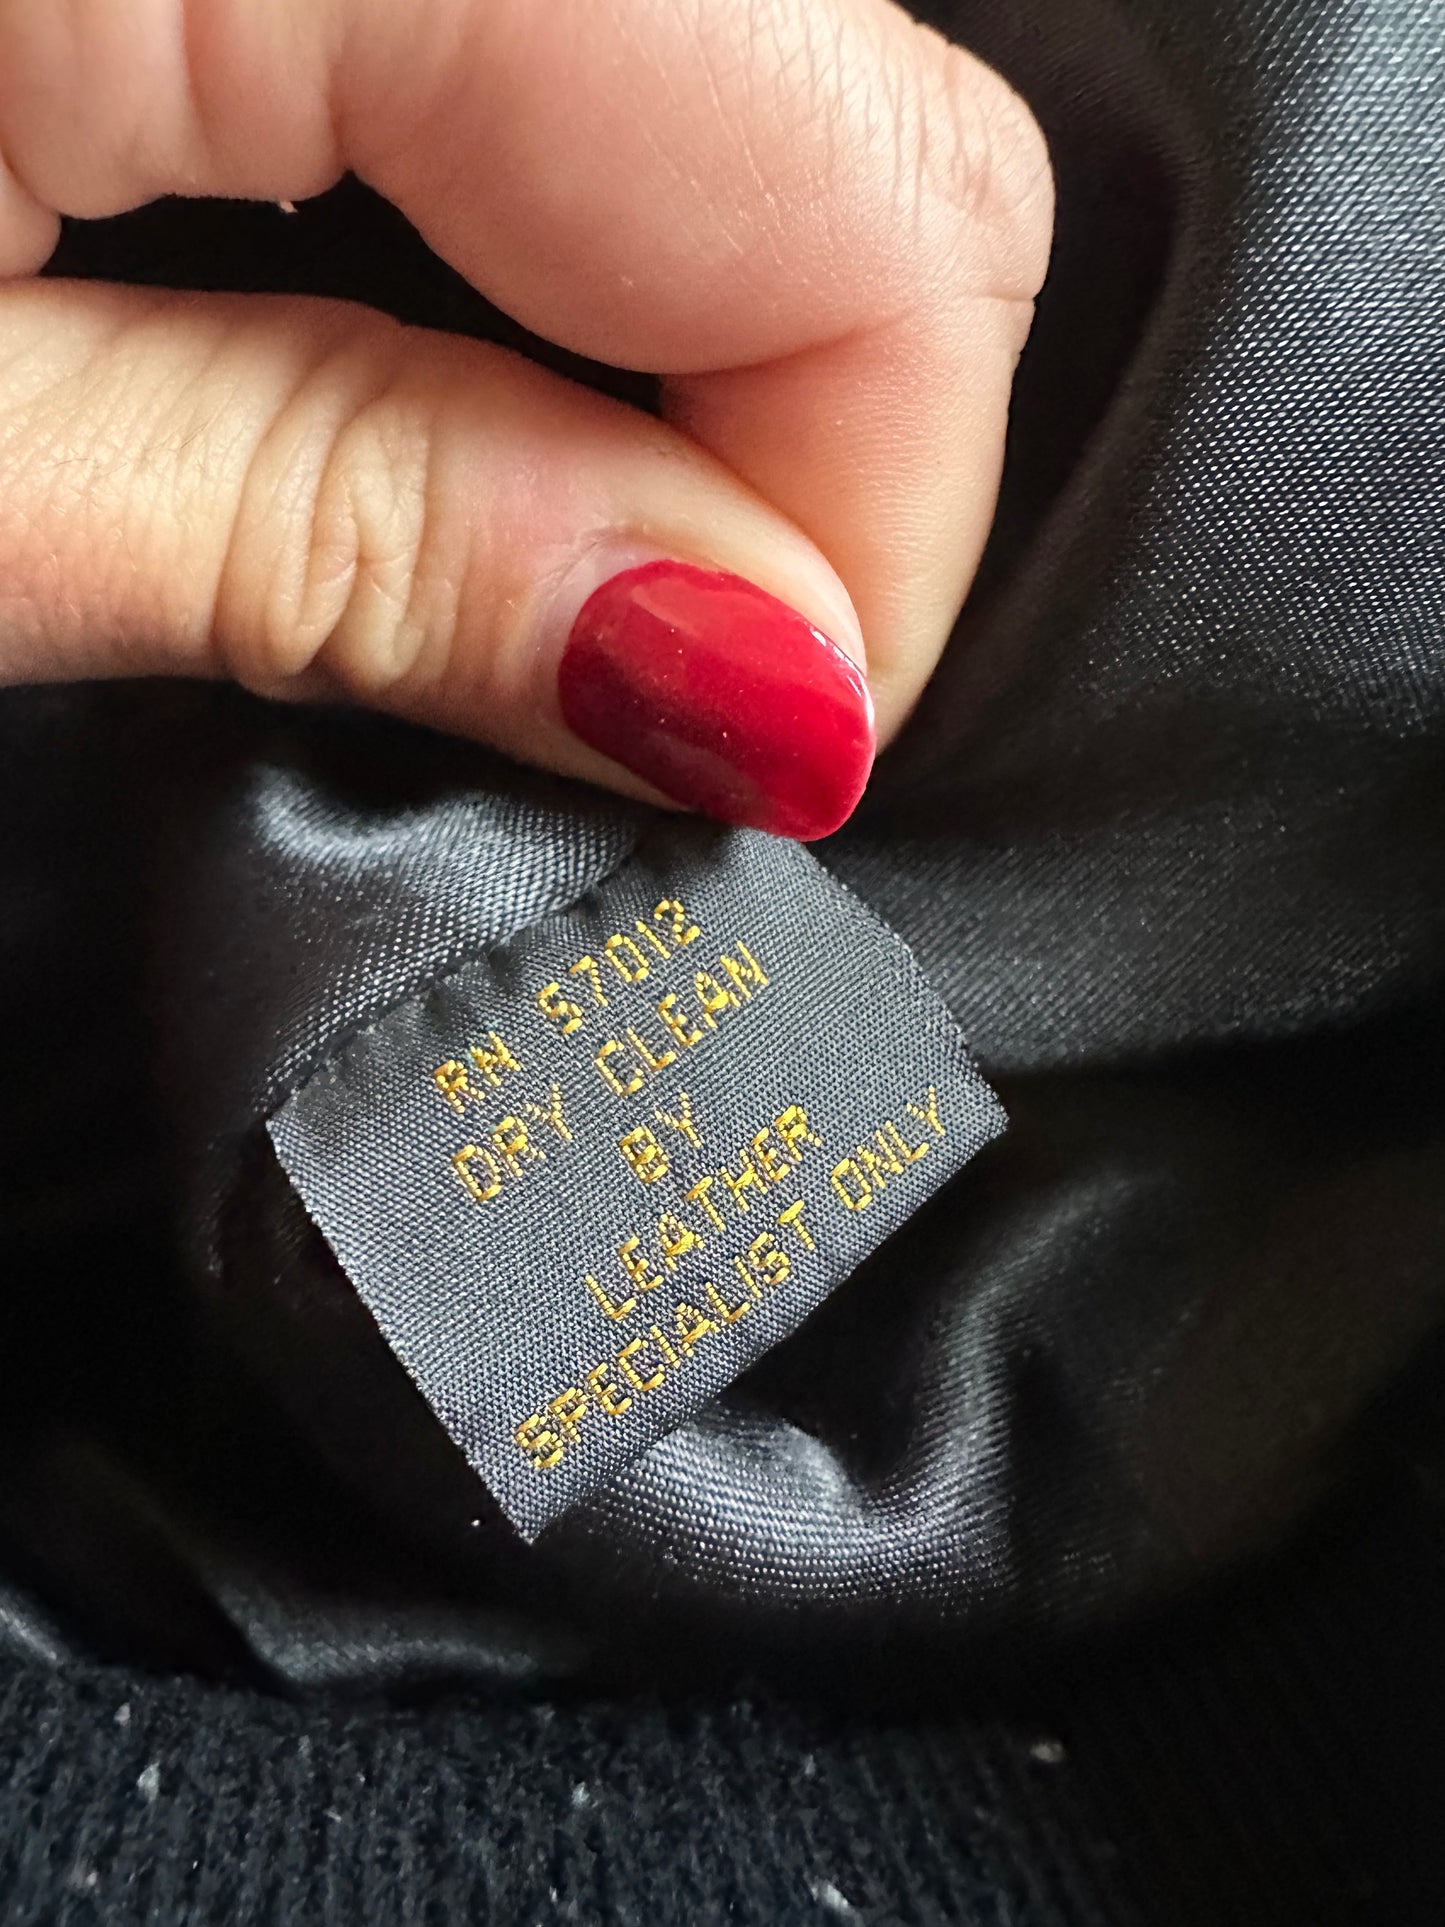 RN 57012
DRY CLEAN
BY
LEATHER
SPECIALIST ONLY